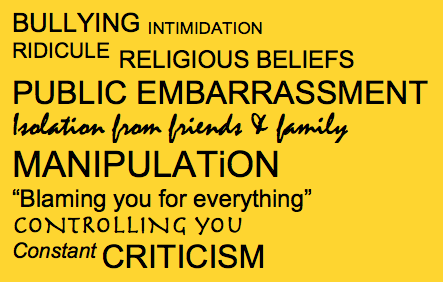 BULLYING INTIMIDATION
RIDICULE RELIGIOUS BELIEFS
PUBLIC EMBARRASSMENT
Isolation from friends & family
MANIPULATiON
“Blaming you for everything”
CONTROLLING YOU
Constant CRITICISM